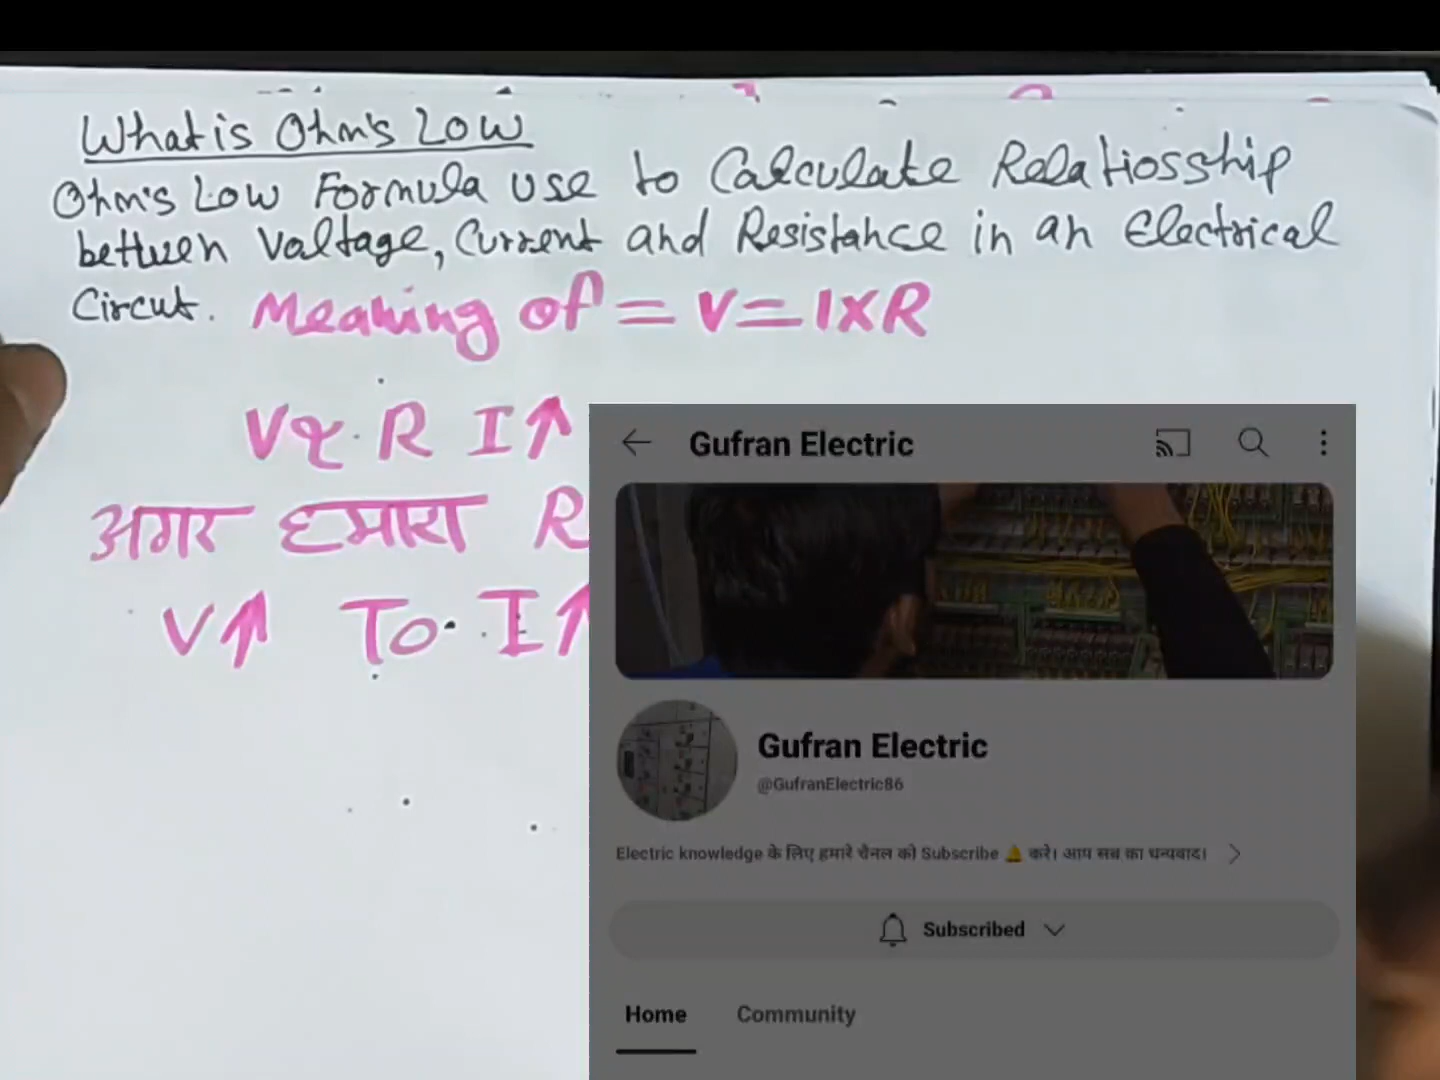 What is Ohm's Low
Ohm's Low Formula use to Calculate Relatiosship
bettuen Voltage, Current and Resistance in an Electrical
Circut. Meaning of = V = I X R
V R I↑
अगर हमारा R
V↑ To I↑
Gufran Electric
Gufran Electric
@GufranElectric86
Electric knowledge के लिए हमारे चैनल को Subscribe 🔔 करे। आप सब का धन्यवाद।
Subscribed
Home Community